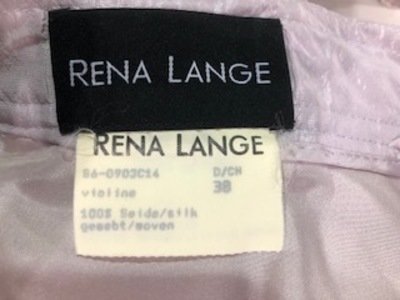 RENA LANGE
RENA LANGE
86-0903C14 D/CH
violine 38
100% Seide/silk
gewebt/woven